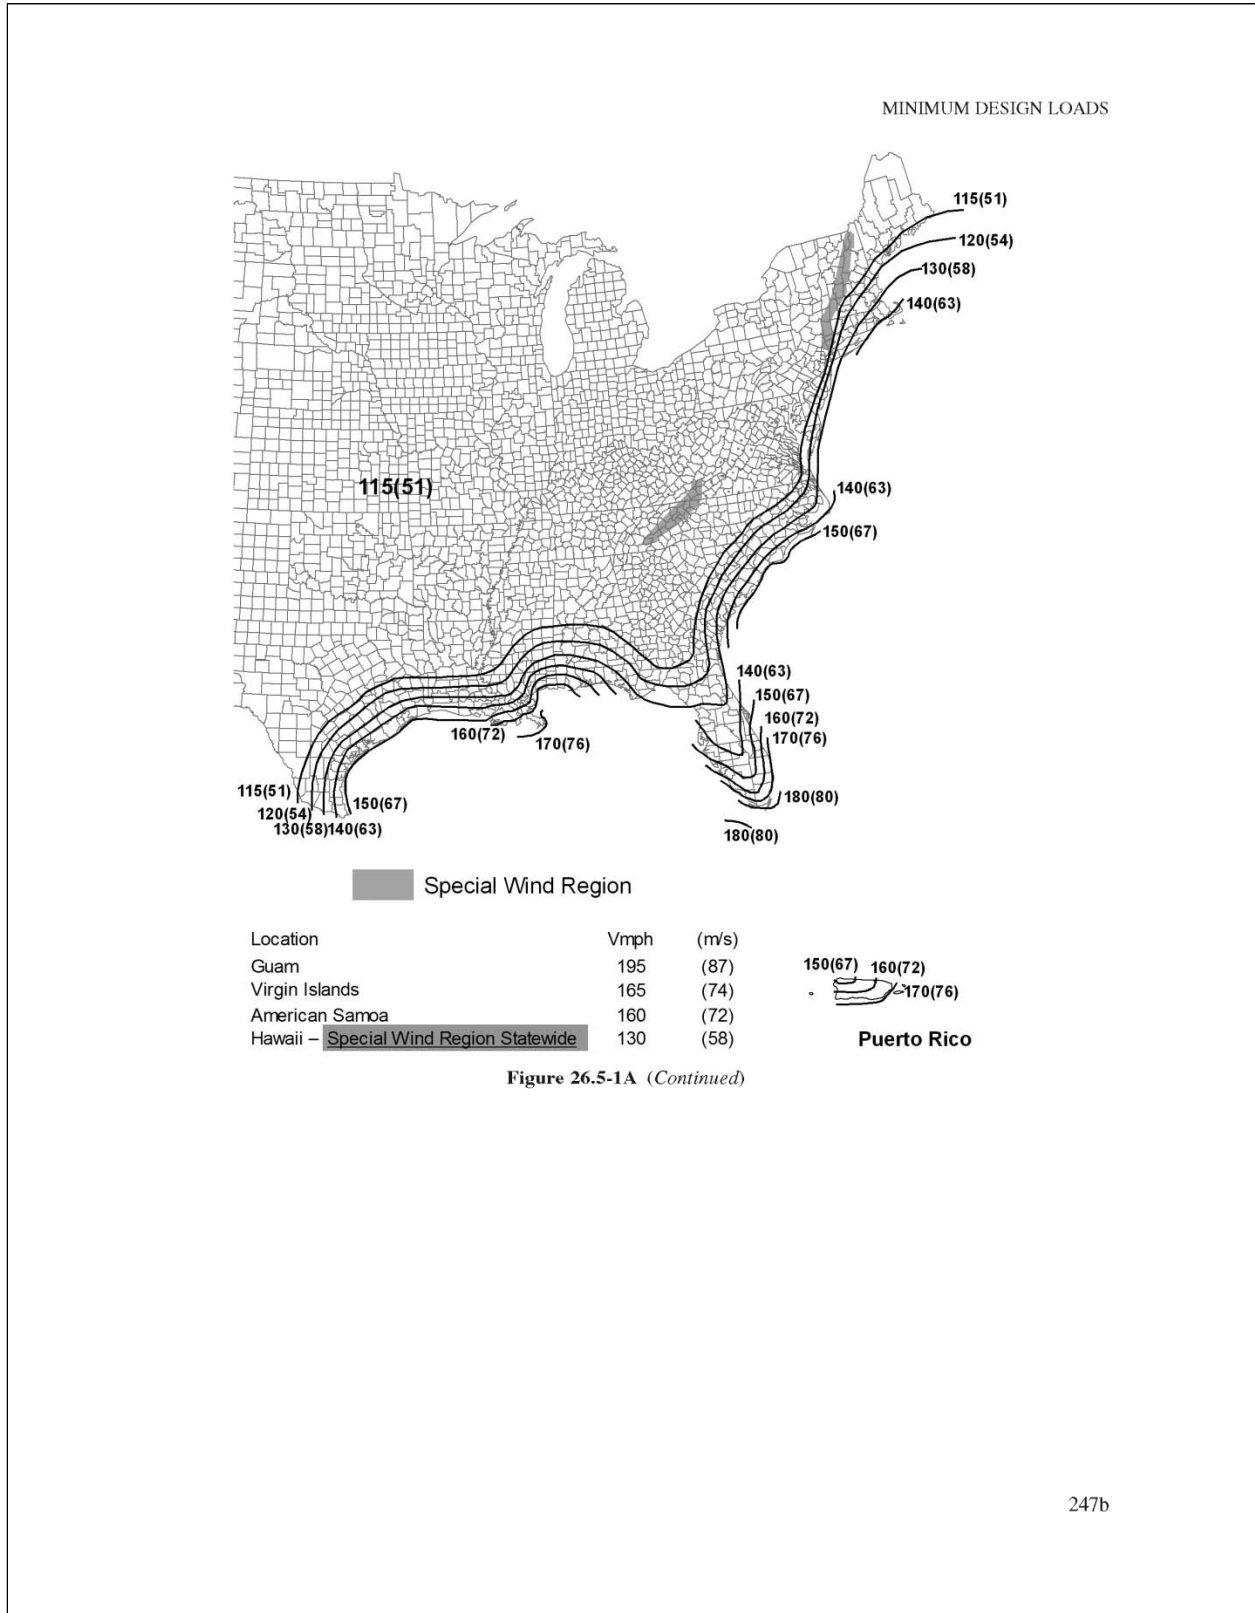 MINIMUM DESIGN LOADS
115(51)
120(54)
130(58)
140(63)
115(51)
140(63)
150(67)
140(63)
150(67)
160(72)
170(76)
160(72)
170(76)
115(51)
120(54)
130(58)140(63)
150(67)
180(80)
180(80)
Special Wind Region
Location Vmph (m/s)
Guam 195 (87)
Virgin Islands 165 (74)
American Samoa 160 (72)
Hawaii – Special Wind Region Statewide 130 (58)
150(67) 160(72)
170(76)
Puerto Rico
Figure 26.5-1A (Continued)
247b